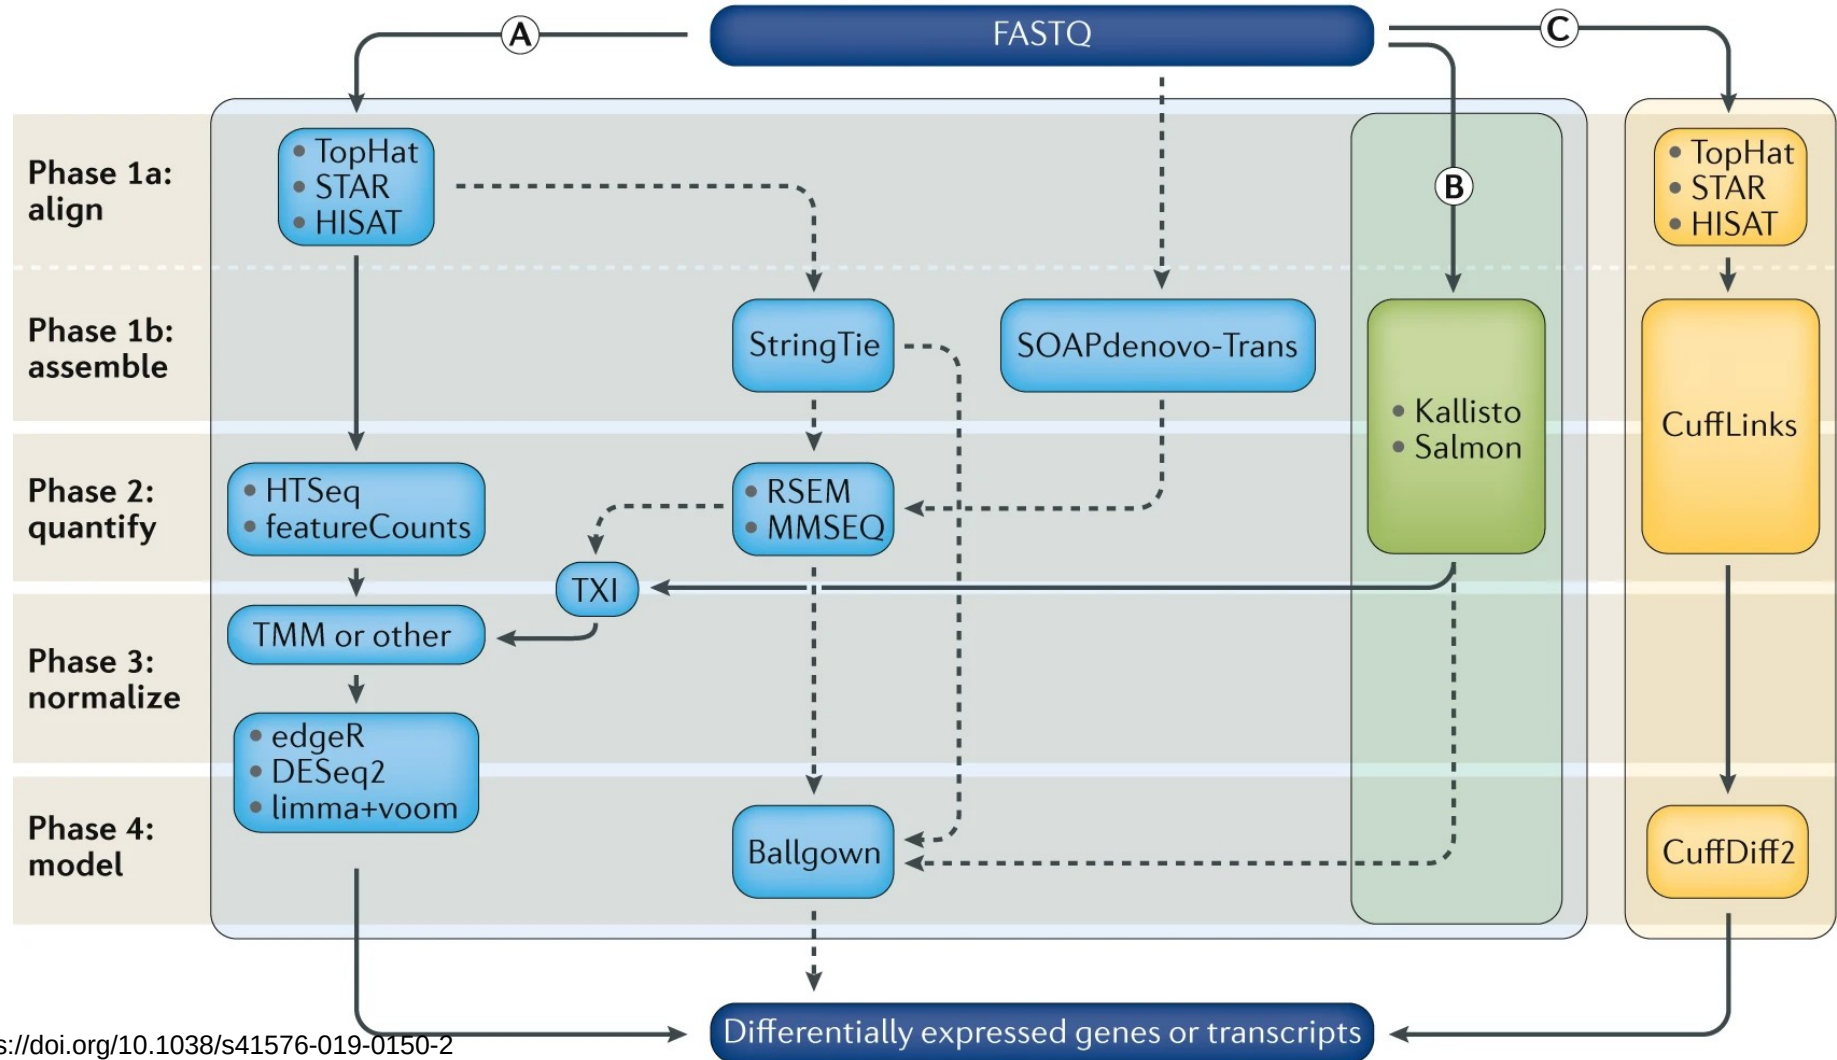 FASTQ
A
C
Phase 1a:
align
• TopHat
• STAR
• HISAT
B
• TopHat
• STAR
• HISAT
Phase 1b:
assemble
StringTie
SOAPdenovo-Trans
• Kallisto
• Salmon
CuffLinks
Phase 2:
quantify
• HTSeq
• featureCounts
• RSEM
• MMSEQ
TXI
Phase 3:
normalize
TMM or other
• edgeR
• DESeq2
• limma+voom
Phase 4:
model
Ballgown
CuffDiff2
Differentially expressed genes or transcripts
s://doi.org/10.1038/s41576-019-0150-2